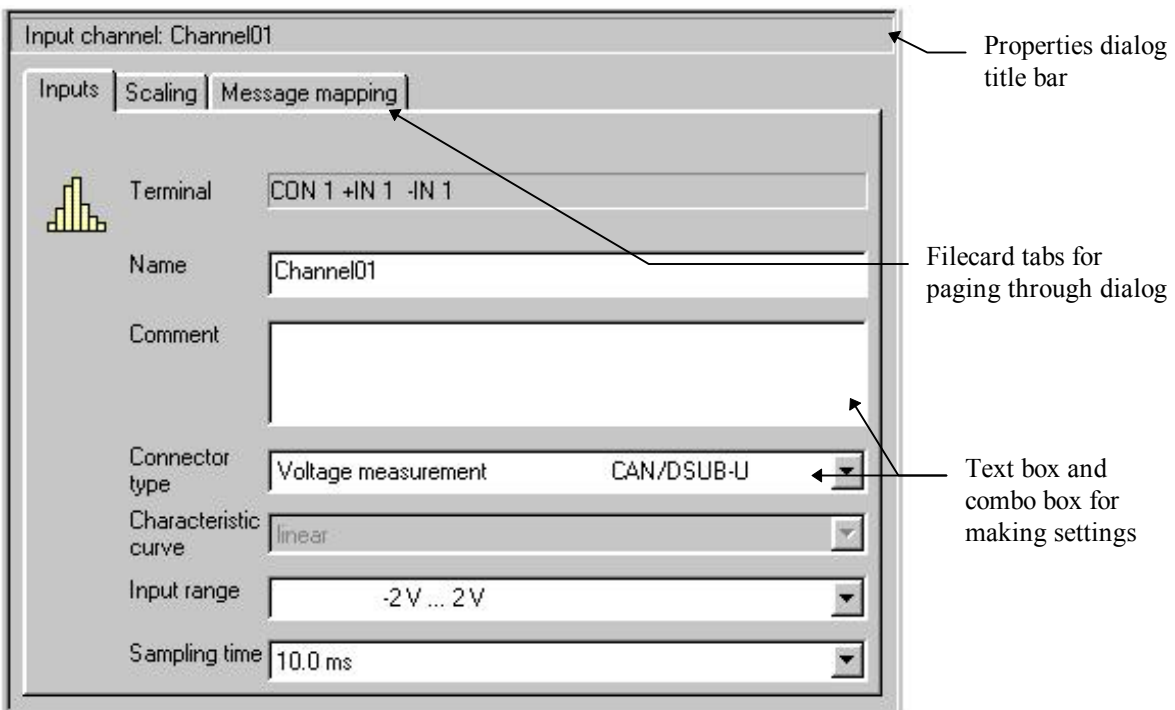 Input channel: Channel01
Properties dialog
title bar
Inputs Scaling Message mapping
Terminal CON 1 +IN 1 -IN 1
Name Channel01
Filecard tabs for
paging through dialog
Comment
Connector
type
Voltage measurement CAN/DSUB-U
Text box and
combo box for
making settings
Characteristic
curve
linear
Input range -2 V ... 2 V
Sampling time 10.0 ms